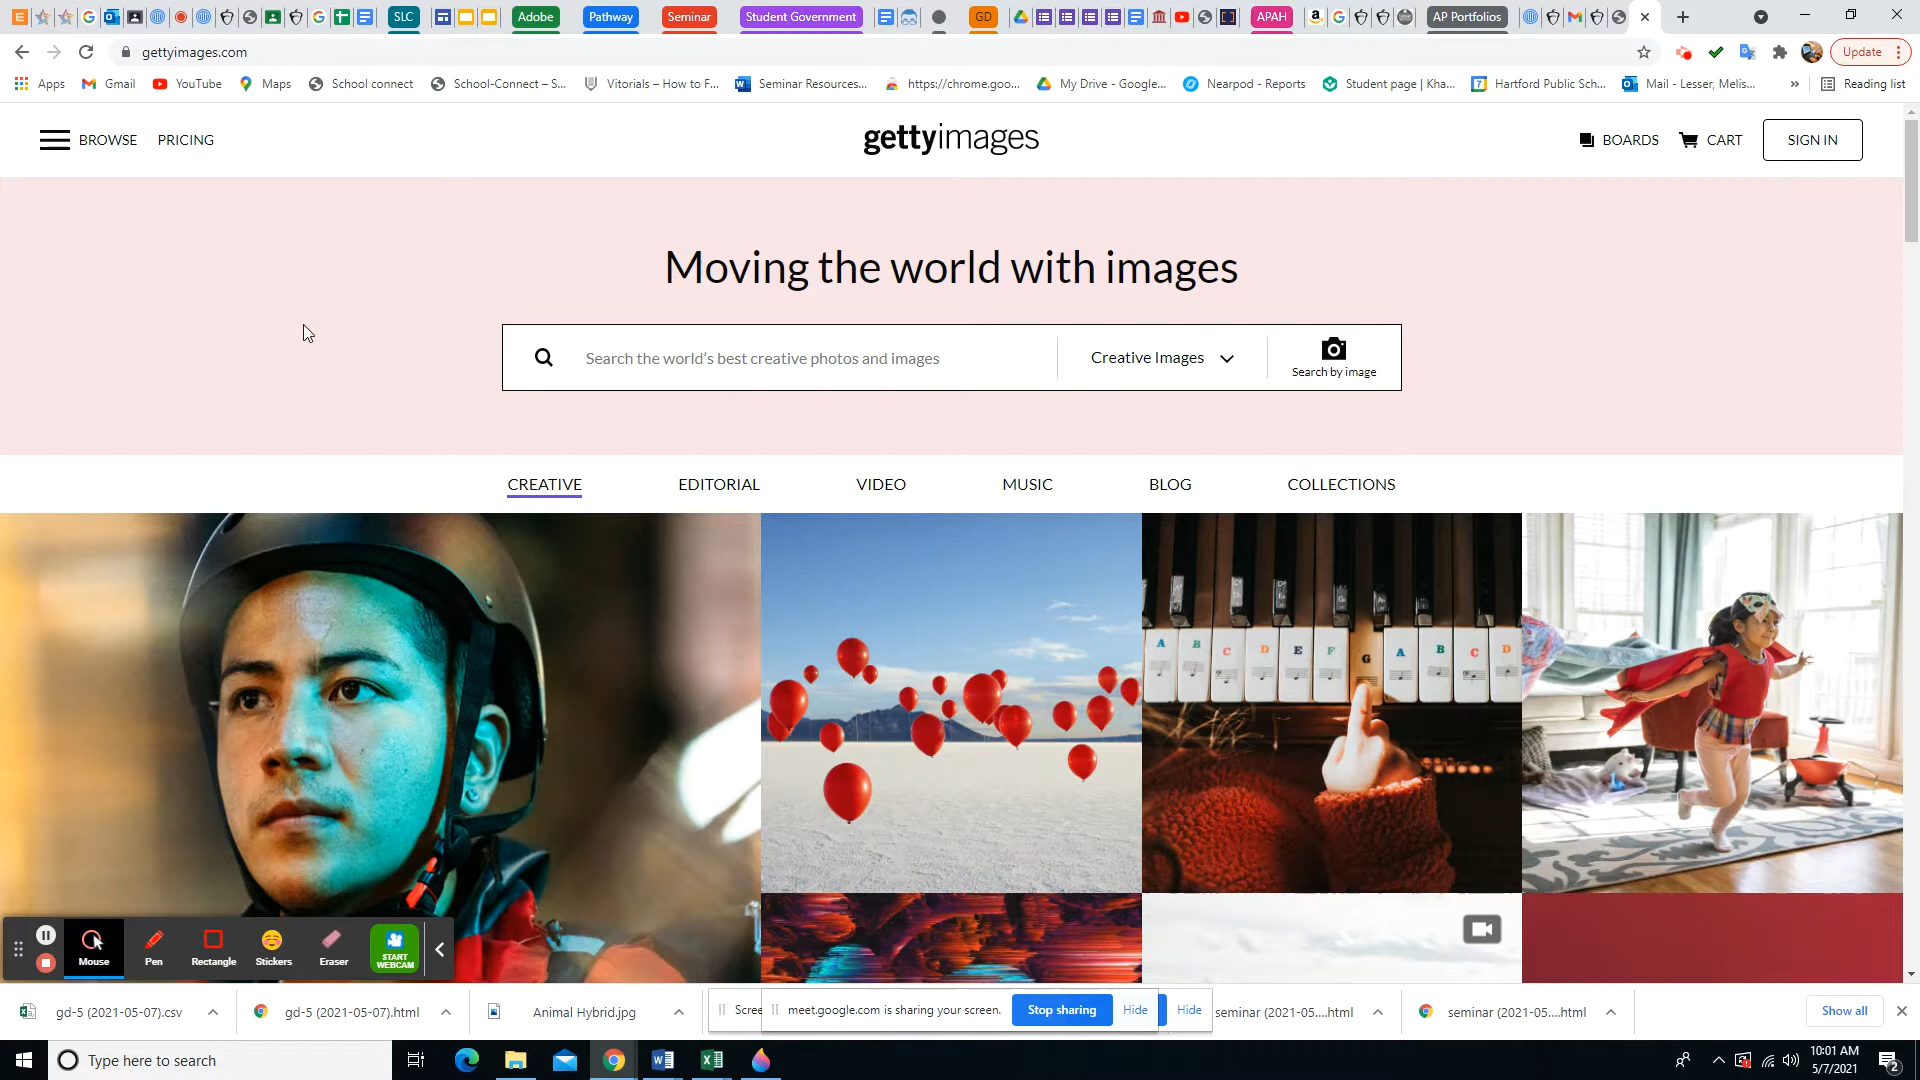 SLC
Adobe
Pathway
Seminar
Student Government
GD
APAH
AP Portfolios
gettyimages.com
Update
Apps
Gmail
YouTube
Maps
School connect
School-Connect – S...
Vitorials – How to F...
Seminar Resources...
https://chrome.goo...
My Drive - Google...
Nearpod - Reports
Student page | Kha...
Hartford Public Sch...
Mail - Lesser, Melis...
»
Reading list
BROWSE
PRICING
gettyimages
BOARDS
CART
SIGN IN
Moving the world with images
Search the world's best creative photos and images
Creative Images
Search by image
CREATIVE
EDITORIAL
VIDEO
MUSIC
BLOG
COLLECTIONS
A B C D E F G A B C D
Mouse
Pen
Rectangle
Stickers
Eraser
START
WEBCAM
gd-5 (2021-05-07).csv
gd-5 (2021-05-07).html
Animal Hybrid.jpg
Scree
meet.google.com is sharing your screen.
Stop sharing
Hide
Hide
seminar (2021-05....html
seminar (2021-05....html
Show all
Type here to search
10:01 AM
5/7/2021
2